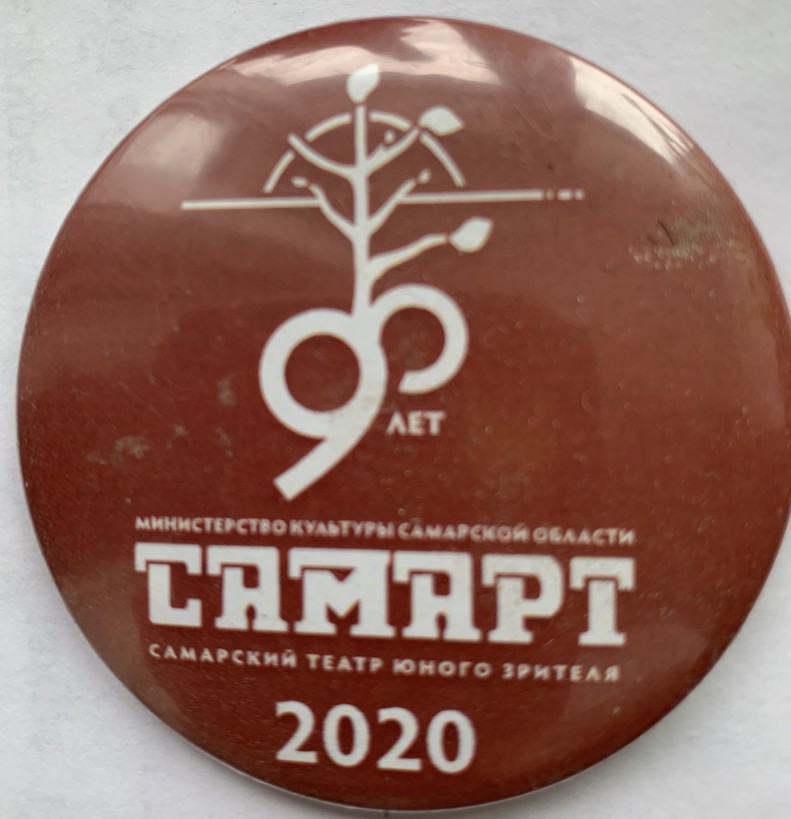 90
ЛЕТ
МИНИСТЕРСТВО КУЛЬТУРЫ САМАРСКОЙ ОБЛАСТИ
САМАРТ
САМАРСКИЙ ТЕАТР ЮНОГО ЗРИТЕЛЯ
2020